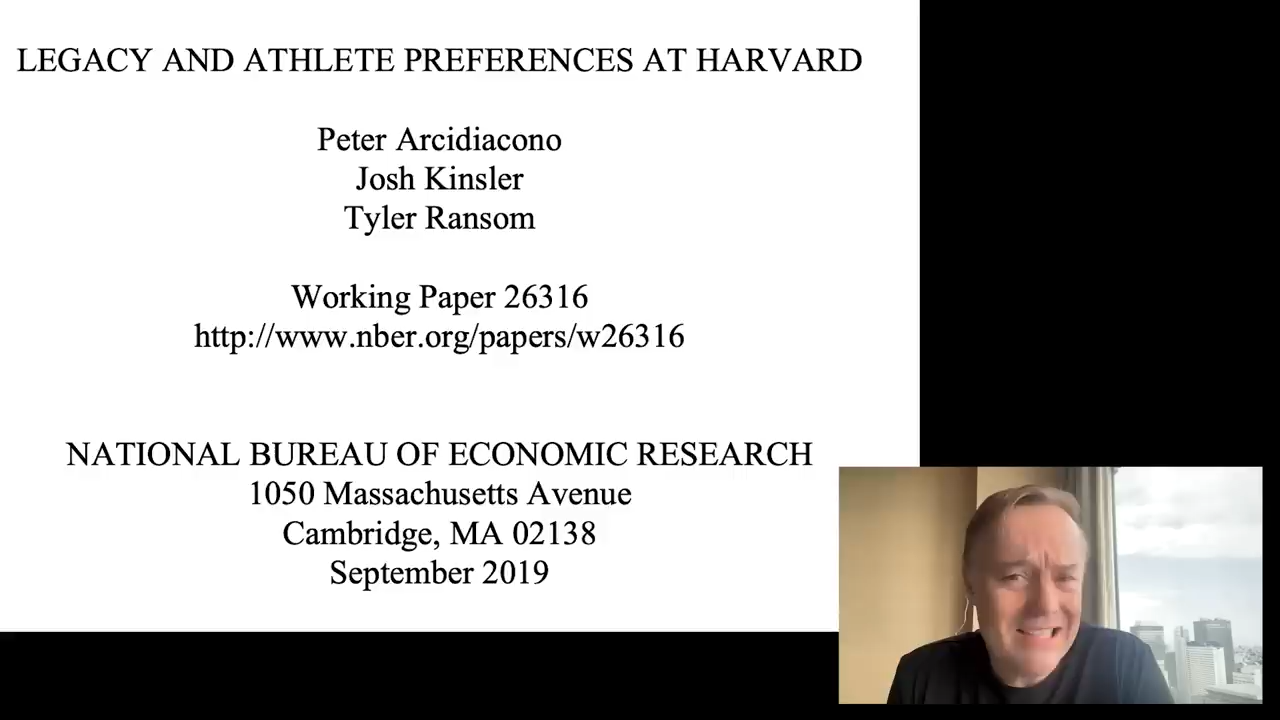 LEGACY AND ATHLETE PREFERENCES AT HARVARD
Peter Arcidiacono
Josh Kinsler
Tyler Ransom
Working Paper 26316
http://www.nber.org/papers/w26316
NATIONAL BUREAU OF ECONOMIC RESEARCH
1050 Massachusetts Avenue
Cambridge, MA 02138
September 2019